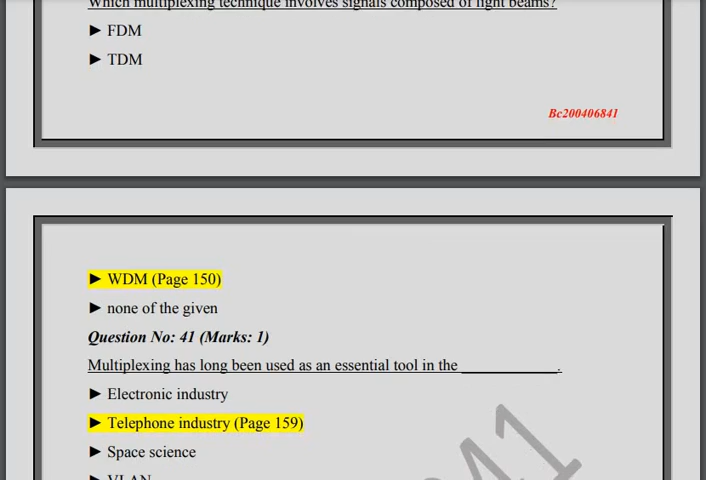 Which multiplexing technique involves signals composed of light beams?
► FDM
► TDM
Bc200406841
► WDM (Page 150)
► none of the given
Question No: 41 (Marks: 1)
Multiplexing has long been used as an essential tool in the ____________.
► Electronic industry
► Telephone industry (Page 159)
► Space science
► VLAN
841